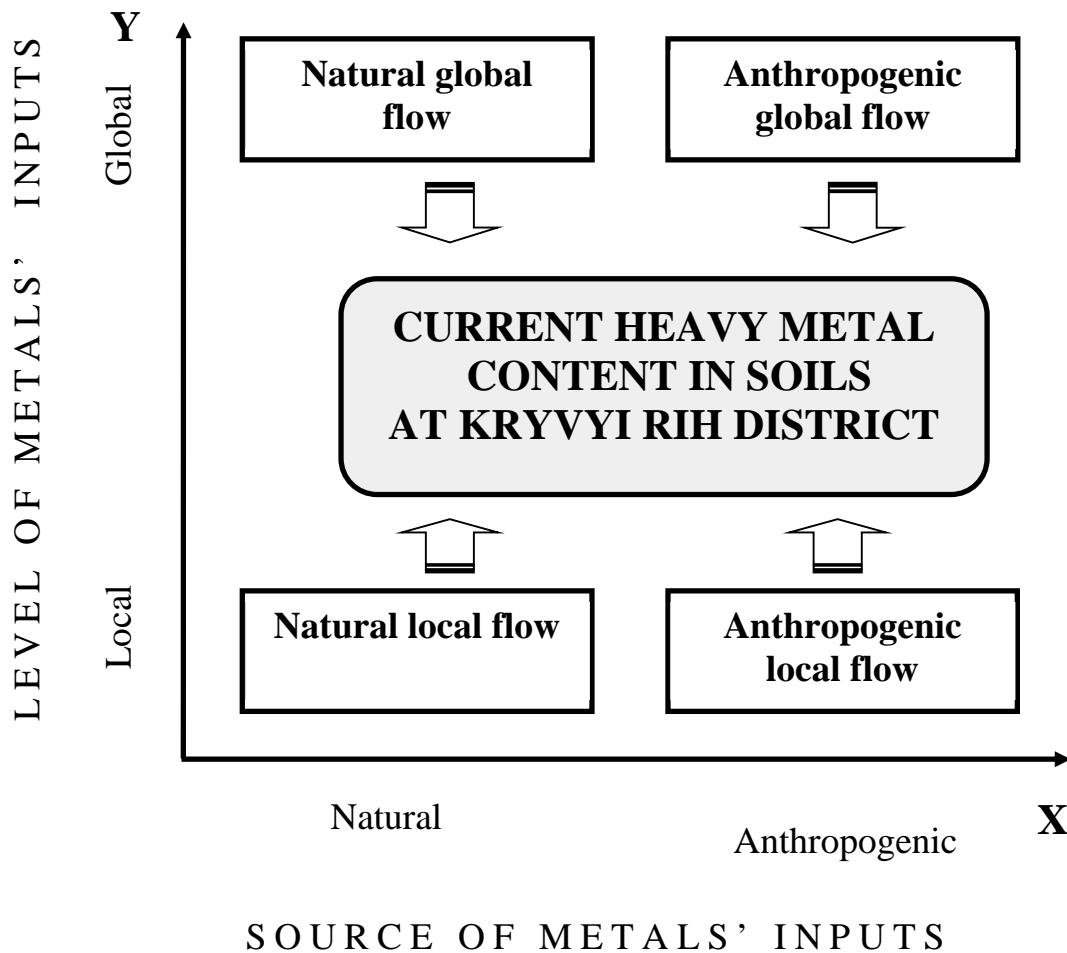 Y
LEVEL OF METALS’ INPUTS
Global
Local
Natural global
flow
Anthropogenic
global flow
CURRENT HEAVY METAL
CONTENT IN SOILS
AT KRYVYI RIH DISTRICT
Natural local flow
Anthropogenic
local flow
Natural
Anthropogenic
X
SOURCE OF METALS’ INPUTS